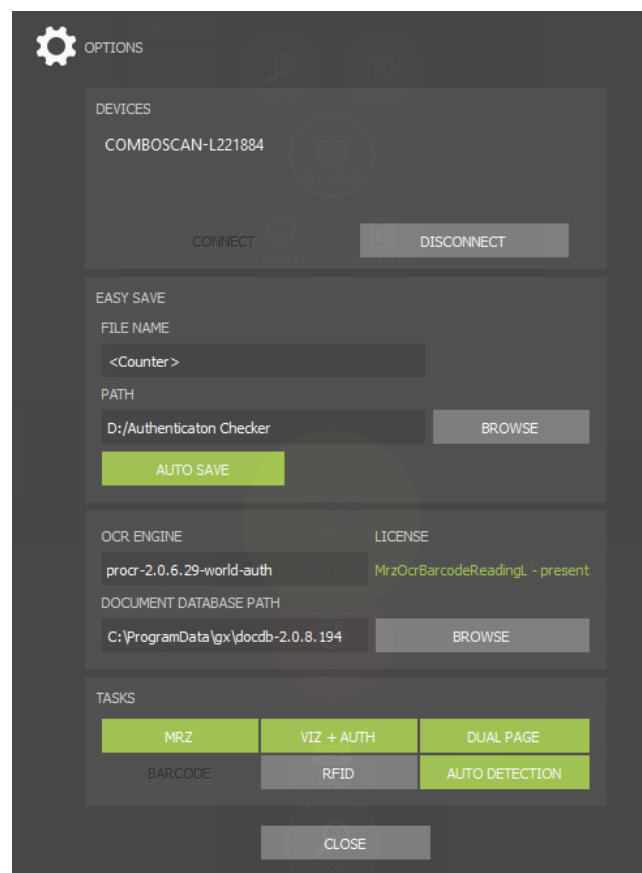 OPTIONS
DEVICES
COMBOSCAN-L221884
CONNECT
DISCONNECT
EASY SAVE
FILE NAME
<Counter>
PATH
D:/Authenticaton Checker
BROWSE
AUTO SAVE
OCR ENGINE
LICENSE
procr-2.0.6.29-world-auth
MrzOcrBarcodeReadingL - present
DOCUMENT DATABASE PATH
C:\ProgramData\gx\docdb-2.0.8.194
BROWSE
TASKS
MRZ
VIZ + AUTH
DUAL PAGE
BARCODE
RFID
AUTO DETECTION
CLOSE